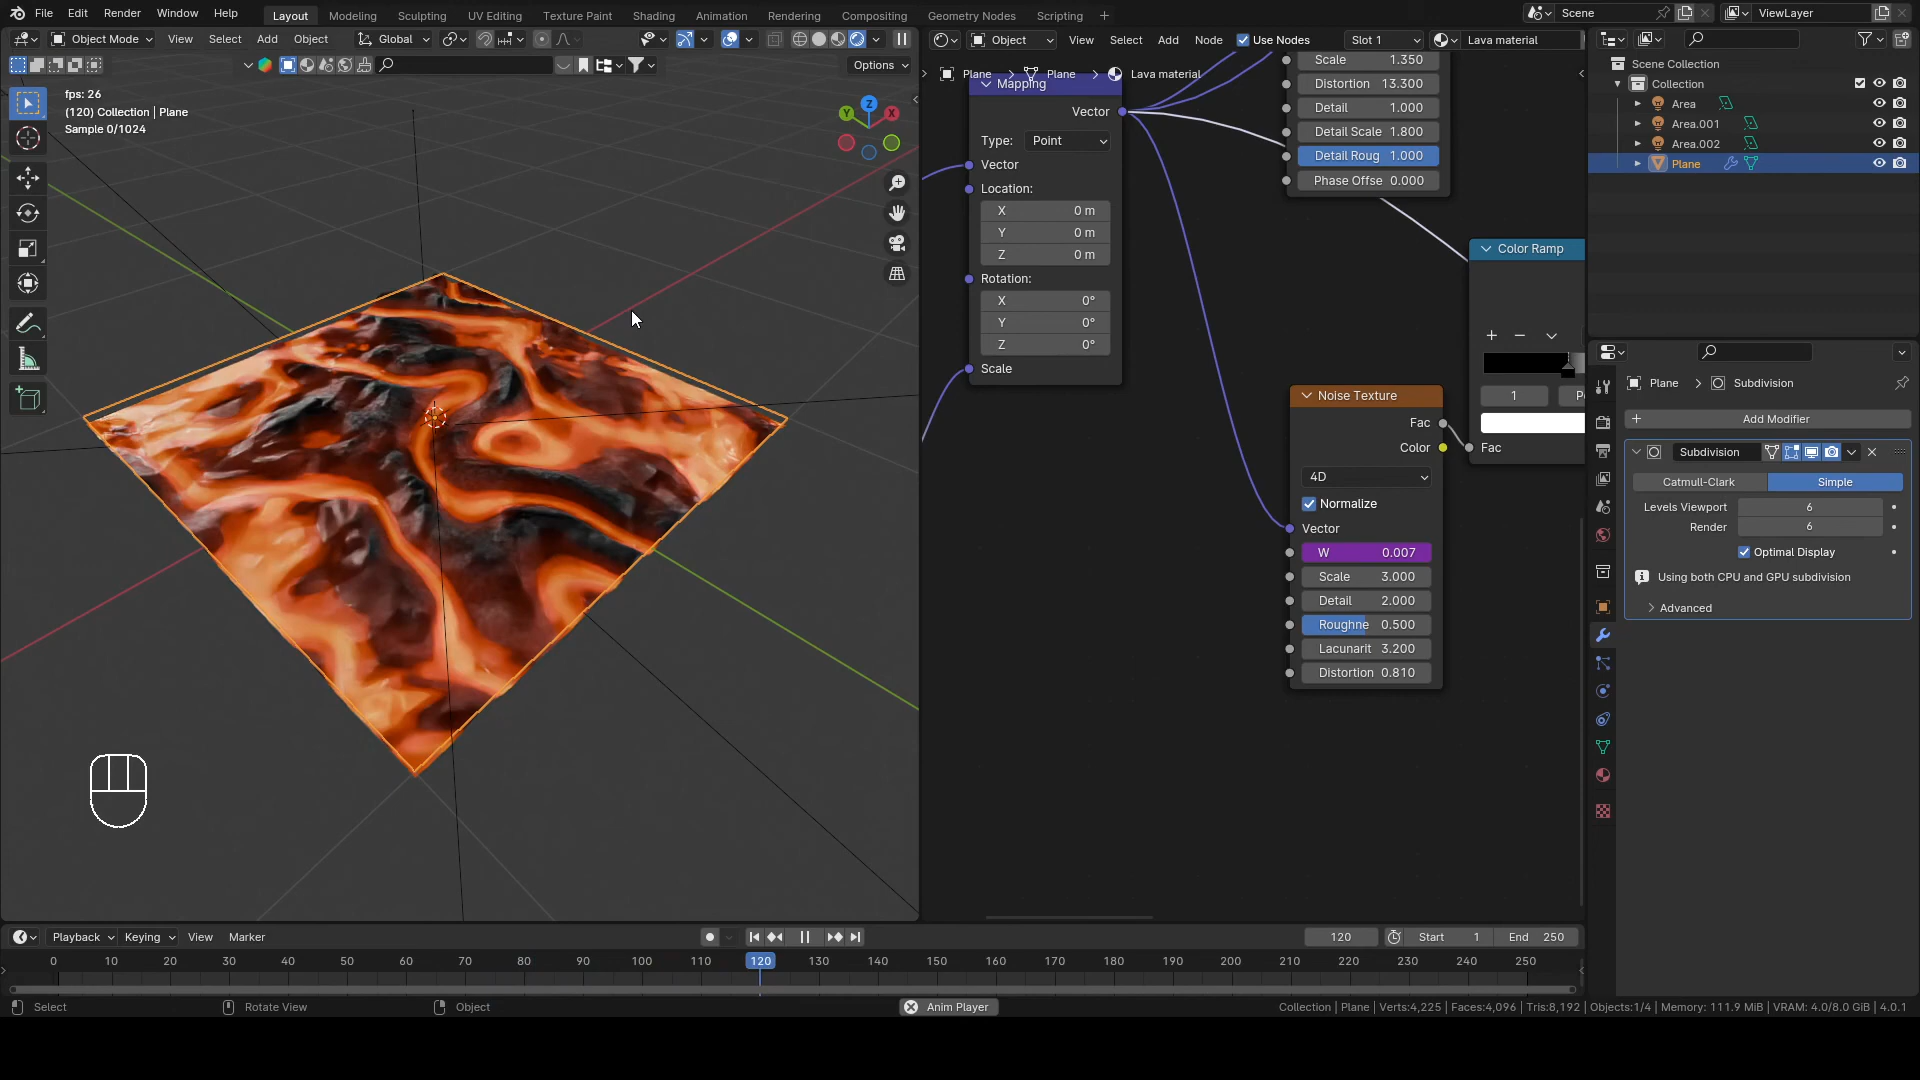 File Edit Render Window Help Layout Modeling Sculpting UV Editing Texture Paint Shading Animation Rendering Compositing Geometry Nodes Scripting + Scene ViewLayer
Object Mode View Select Add Object Global
Options
fps: 26
(120) Collection | Plane
Sample 0/1024
Z
Y
X
Object View Select Add Node Use Nodes Slot 1 Lava material
Plane Plane Lava material
Mapping
Vector
Type: Point
Vector
Location:
X 0 m
Y 0 m
Z 0 m
Rotation:
X 0°
Y 0°
Z 0°
Scale
Scale 1.350
Distortion 13.300
Detail 1.000
Detail Scale 1.800
Detail Roug 1.000
Phase Offse 0.000
Color Ramp
1
Fac
Noise Texture
Fac
Color
4D
Normalize
Vector
W 0.007
Scale 3.000
Detail 2.000
Roughne 0.500
Lacunarit 3.200
Distortion 0.810
Scene Collection
Collection
Area
Area.001
Area.002
Plane
Plane Subdivision
Add Modifier
Subdivision
Catmull-Clark Simple
Levels Viewport 6
Render 6
Optimal Display
Using both CPU and GPU subdivision
Advanced
Playback Keying View Marker 120 Start 1 End 250
0 10 20 30 40 50 60 70 80 90 100 110 120 130 140 150 160 170 180 190 200 210 220 230 240 250
Select Rotate View Object Anim Player Collection | Plane | Verts:4,225 | Faces:4,096 | Tris:8,192 | Objects:1/4 | Memory: 111.9 MiB | VRAM: 4.0/8.0 GiB | 4.0.1